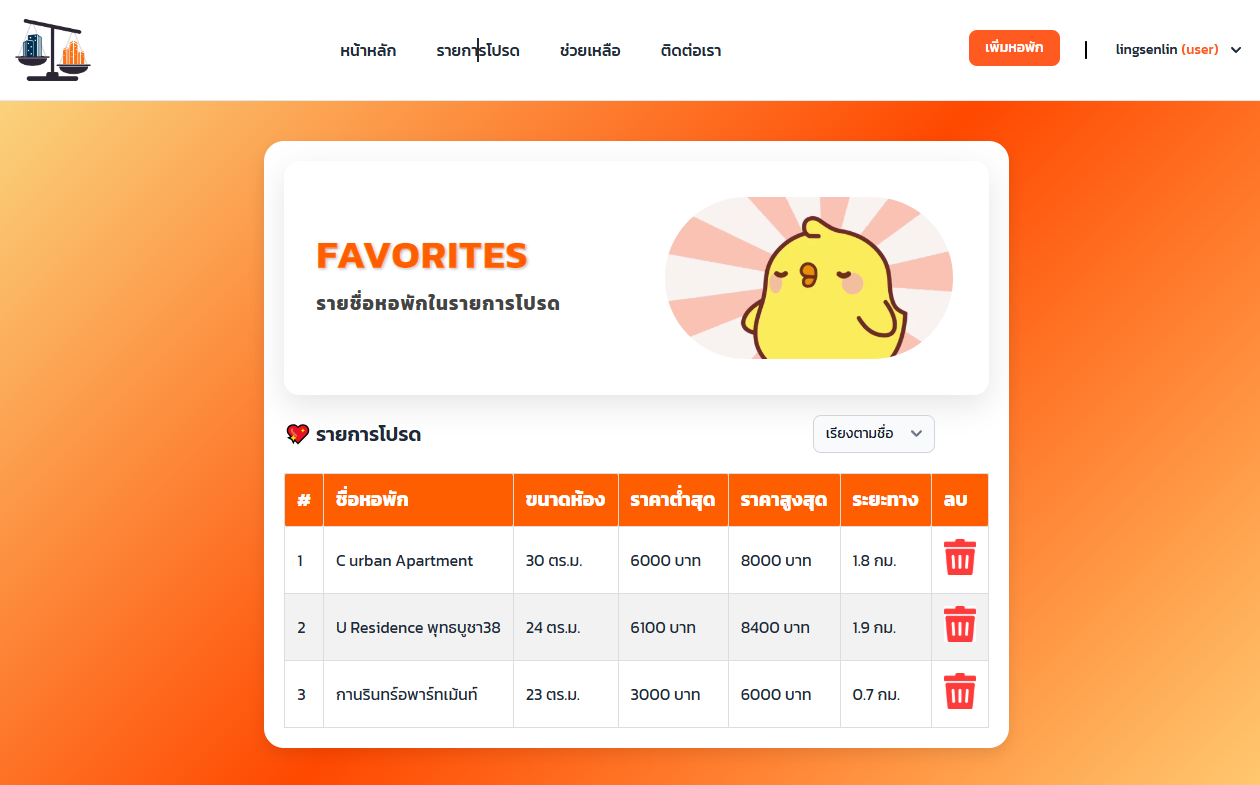 หน้าหลัก รายการโปรด ช่วยเหลือ ติดต่อเรา เพิ่มหอพัก lingsenlin (user)
FAVORITES
รายชื่อหอพักในรายการโปรด
รายการโปรด เรียงตามชื่อ
# ชื่อหอพัก ขนาดห้อง ราคาต่ำสุด ราคาสูงสุด ระยะทาง ลบ
1 C urban Apartment 30 ตร.ม. 6000 บาท 8000 บาท 1.8 กม.
2 U Residence พุทธบูชา38 24 ตร.ม. 6100 บาท 8400 บาท 1.9 กม.
3 กานรินทร์อพาร์ทเม้นท์ 23 ตร.ม. 3000 บาท 6000 บาท 0.7 กม.